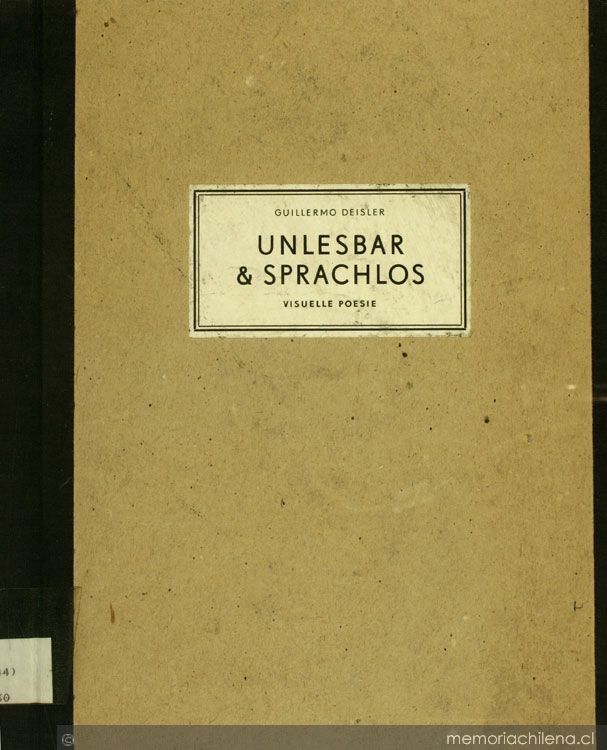 GUILLERMO DEISLER
UNLESBAR
& SPRACHLOS
VISUELLE POESIE
©
memoriachilena.cl